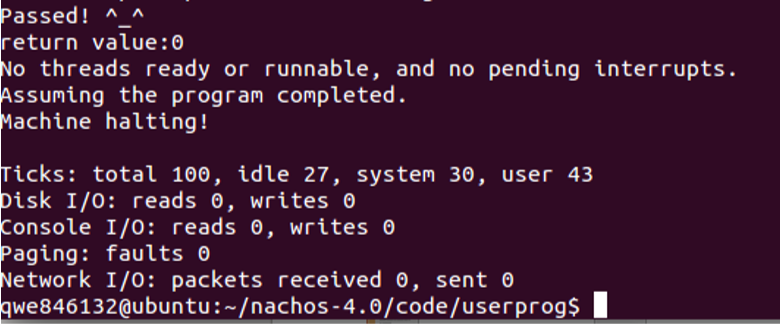 Passed! ^_^
return value:0
No threads ready or runnable, and no pending interrupts.
Assuming the program completed.
Machine halting!
Ticks: total 100, idle 27, system 30, user 43
Disk I/O: reads 0, writes 0
Console I/O: reads 0, writes 0
Paging: faults 0
Network I/O: packets received 0, sent 0
qwe846132@ubuntu:~/nachos-4.0/code/userprog$